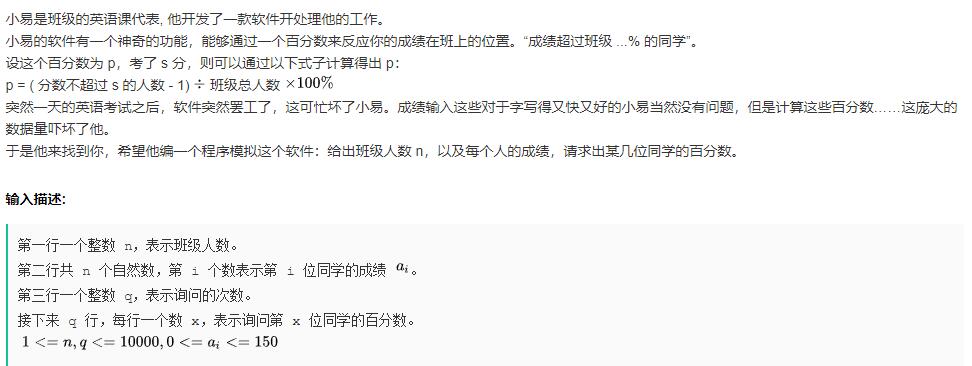 小易是班级的英语课代表, 他开发了一款软件开处理他的工作。
小易的软件有一个神奇的功能，能够通过一个百分数来反应你的成绩在班上的位置。“成绩超过班级 ...% 的同学”。
设这个百分数为 p，考了 s 分，则可以通过以下式子计算得出 p：
p = ( 分数不超过 s 的人数 - 1) ÷ 班级总人数 ×100%
突然一天的英语考试之后，软件突然罢工了，这可忙坏了小易。成绩输入这些对于字写得又快又好的小易当然没有问题，但是计算这些百分数……这庞大的
数据量吓坏了他。
于是他来找到你，希望他编一个程序模拟这个软件：给出班级人数 n，以及每个人的成绩，请求出某几位同学的百分数。
输入描述:
第一行一个整数 n，表示班级人数。
第二行共 n 个自然数，第 i 个数表示第 i 位同学的成绩 ai。
第三行一个整数 q，表示询问的次数。
接下来 q 行，每行一个数 x，表示询问第 x 位同学的百分数。
1 <= n, q <= 10000, 0 <= ai <= 150